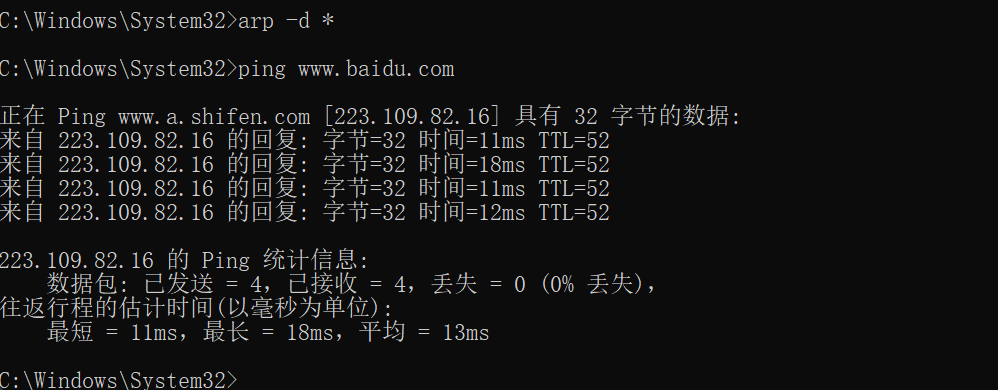 C:\Windows\System32>arp -d *
C:\Windows\System32>ping www.baidu.com
正在 Ping www.a.shifen.com [223.109.82.16] 具有 32 字节的数据:
来自 223.109.82.16 的回复: 字节=32 时间=11ms TTL=52
来自 223.109.82.16 的回复: 字节=32 时间=18ms TTL=52
来自 223.109.82.16 的回复: 字节=32 时间=11ms TTL=52
来自 223.109.82.16 的回复: 字节=32 时间=12ms TTL=52
223.109.82.16 的 Ping 统计信息:
    数据包: 已发送 = 4，已接收 = 4，丢失 = 0 (0% 丢失)，
往返行程的估计时间(以毫秒为单位):
    最短 = 11ms，最长 = 18ms，平均 = 13ms
C:\Windows\System32>